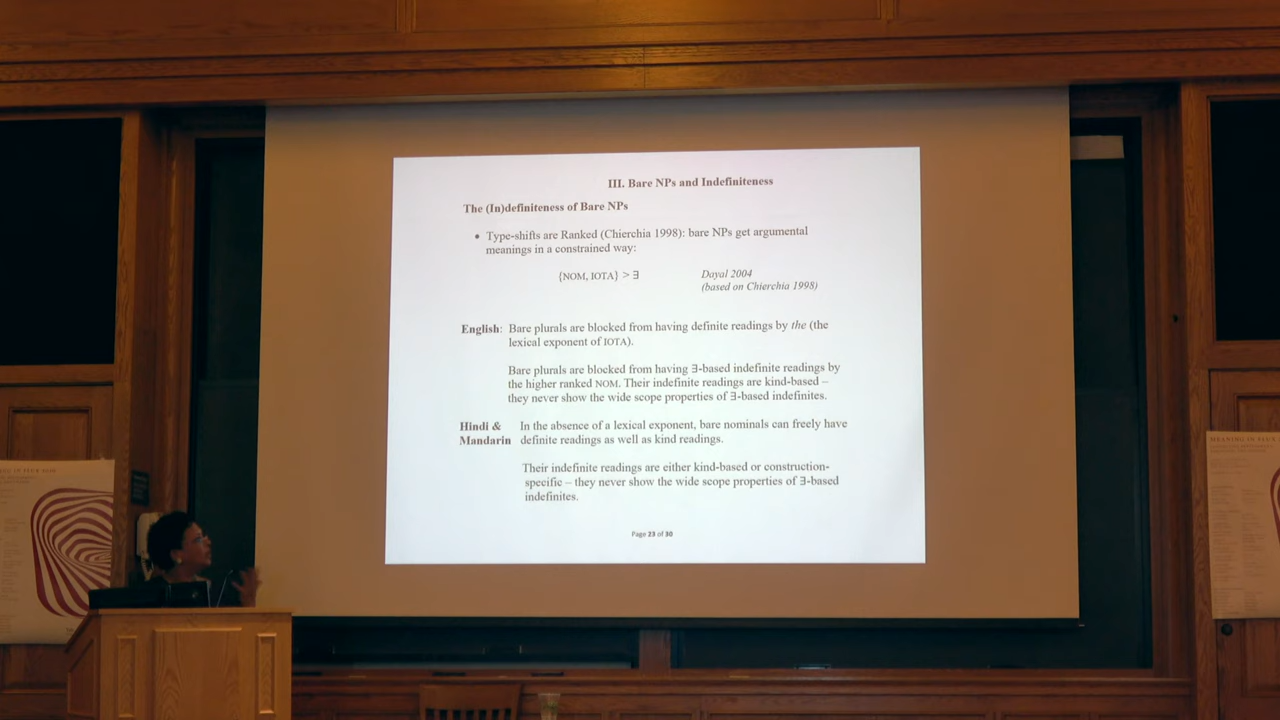 III. Bare NPs and Indefiniteness
The (In)definiteness of Bare NPs
• Type-shifts are Ranked (Chierchia 1998): bare NPs get argumental
meanings in a constrained way:
{NOM, IOTA} > ∃ Dayal 2004
(based on Chierchia 1998)
English: Bare plurals are blocked from having definite readings by the (the
lexical exponent of IOTA).
Bare plurals are blocked from having ∃-based indefinite readings by
the higher ranked NOM. Their indefinite readings are kind-based –
they never show the wide scope properties of ∃-based indefinites.
Hindi & In the absence of a lexical exponent, bare nominals can freely have
Mandarin definite readings as well as kind readings.
Their indefinite readings are either kind-based or construction-
specific – they never show the wide scope properties of ∃-based
indefinites.
Page 23 of 30